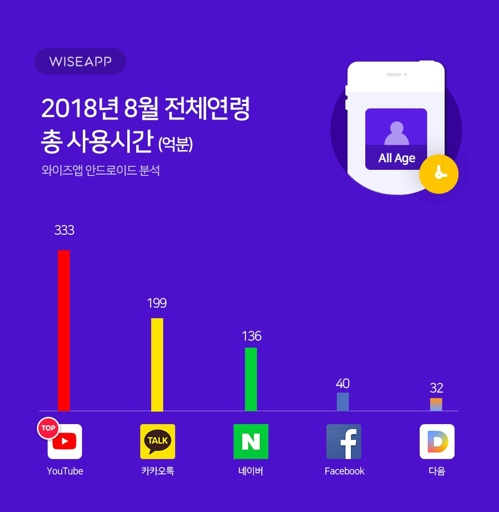 WISEAPP
2018년 8월 전체연령
총 사용시간 (억분)
와이즈앱 안드로이드 분석
All Age
333
199
136
40
32
TOP
TALK
N
f
D
YouTube
카카오톡
네이버
Facebook
다음